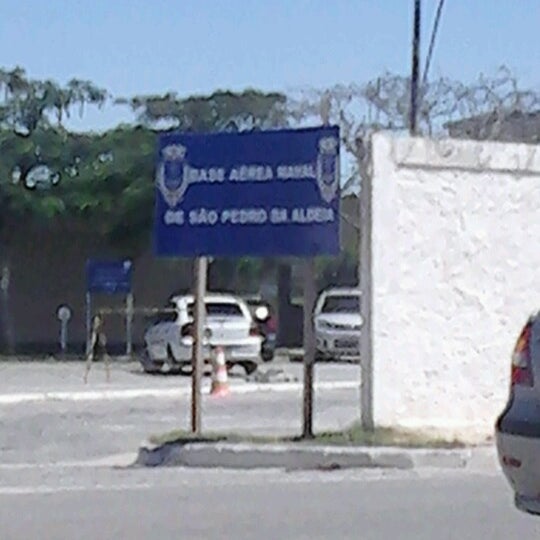 BASE AÉREA NAVAL
DE SÃO PEDRO DA ALDEIA